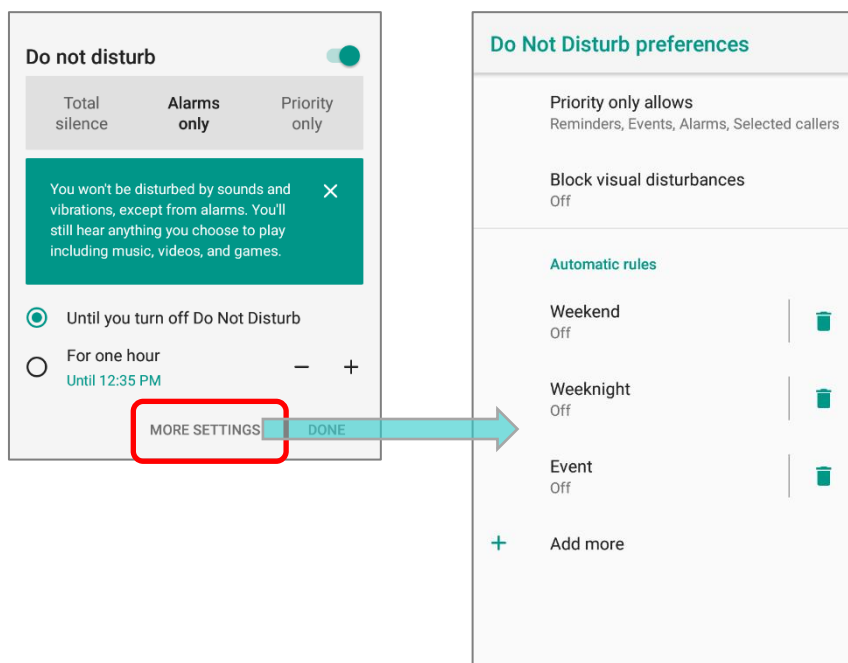 Do not disturb
Total
silence
Alarms
only
Priority
only
You won't be disturbed by sounds and
vibrations, except from alarms. You'll
still hear anything you choose to play
including music, videos, and games.
Until you turn off Do Not Disturb
For one hour
Until 12:35 PM
MORE SETTINGS
DONE
Do Not Disturb preferences
Priority only allows
Reminders, Events, Alarms, Selected callers
Block visual disturbances
Off
Automatic rules
Weekend
Off
Weeknight
Off
Event
Off
Add more